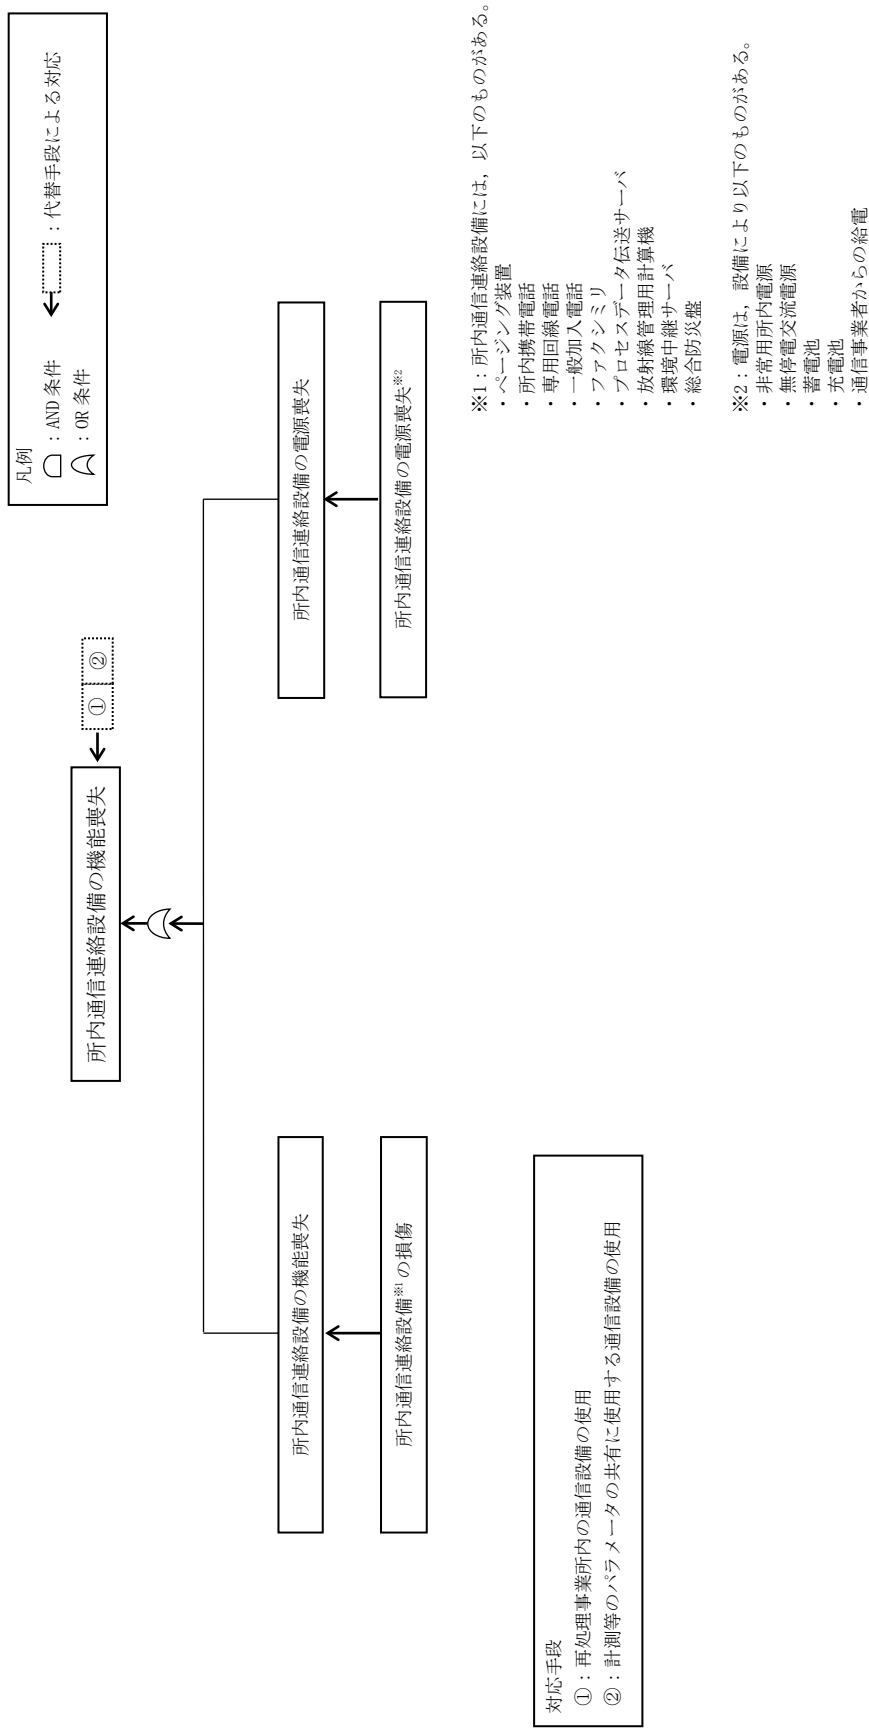 凡例
：AND条件
：OR条件
：代替手段による対応
① ②
所内通信連絡設備の機能喪失
所内通信連絡設備の機能喪失
所内通信連絡設備※1の損傷
所内通信連絡設備の電源喪失
所内通信連絡設備の電源喪失※2
対応手段
①：再処理事業所内の通信設備の使用
②：計測等のパラメータの共有に使用する通信設備の使用
※1：所内通信連絡設備には，以下のものがある。
・ページング装置
・所内携帯電話
・専用回線電話
・一般加入電話
・ファクシミリ
・プロセスデータ伝送サーバ
・放射線管理用計算機
・環境中継サーバ
・総合防災盤
※2：電源は，設備により以下のものがある。
・非常用所内電源
・無停電交流電源
・蓄電池
・充電池
・通信事業者からの給電